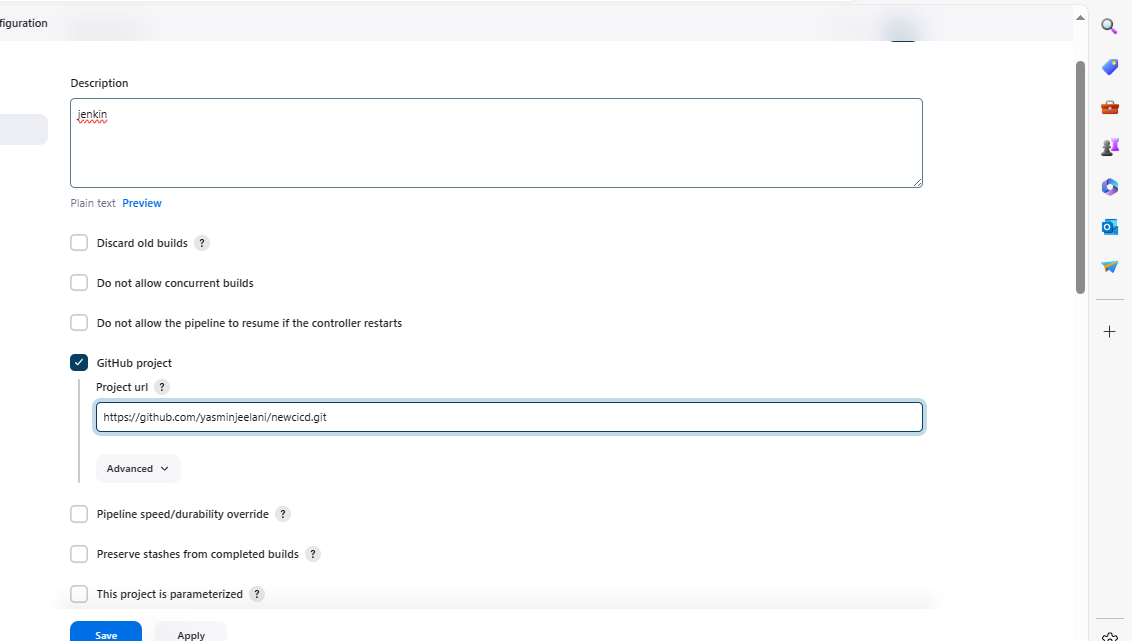 figuration
Description
jenkin
Plain text Preview
Discard old builds ?
Do not allow concurrent builds
Do not allow the pipeline to resume if the controller restarts
GitHub project
Project url ?
https://github.com/yasminjeelani/newcicd.git
Advanced
Pipeline speed/durability override ?
Preserve stashes from completed builds ?
This project is parameterized ?
Save Apply